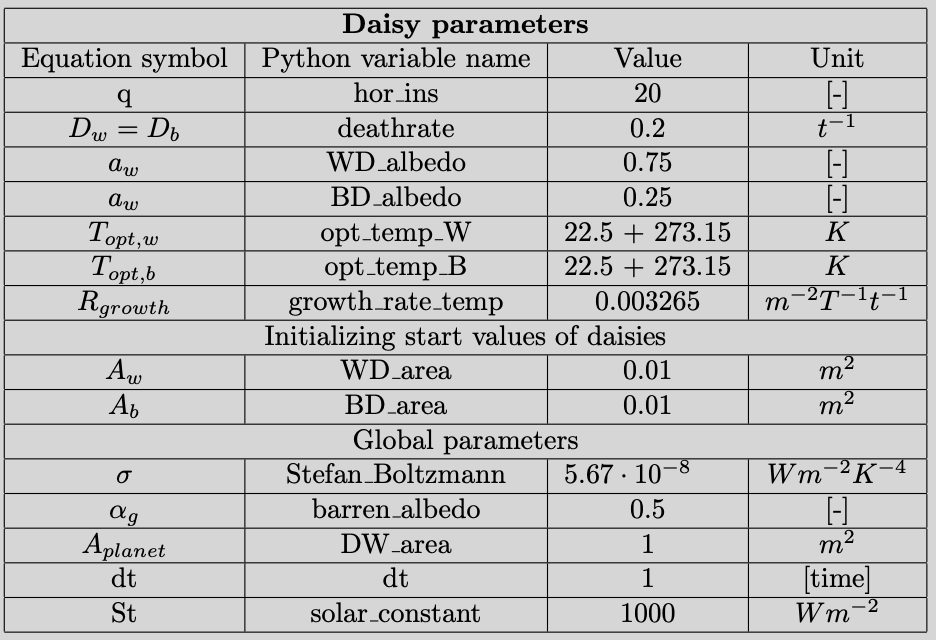 Daisy parameters
Equation symbol Python variable name Value Unit
q hor_ins 20 [-]
D_w = D_b deathrate 0.2 t^{-1}
a_w WD_albedo 0.75 [-]
a_w BD_albedo 0.25 [-]
T_{opt,w} opt_temp_W 22.5 + 273.15 K
T_{opt,b} opt_temp_B 22.5 + 273.15 K
R_{growth} growth_rate_temp 0.003265 m^{-2}T^{-1}t^{-1}
Initializing start values of daisies
A_w WD_area 0.01 m^2
A_b BD_area 0.01 m^2
Global parameters
σ Stefan_Boltzmann 5.67 · 10^{-8} Wm^{-2}K^{-4}
α_g barren_albedo 0.5 [-]
A_{planet} DW_area 1 m^2
dt dt 1 [time]
St solar_constant 1000 Wm^{-2}